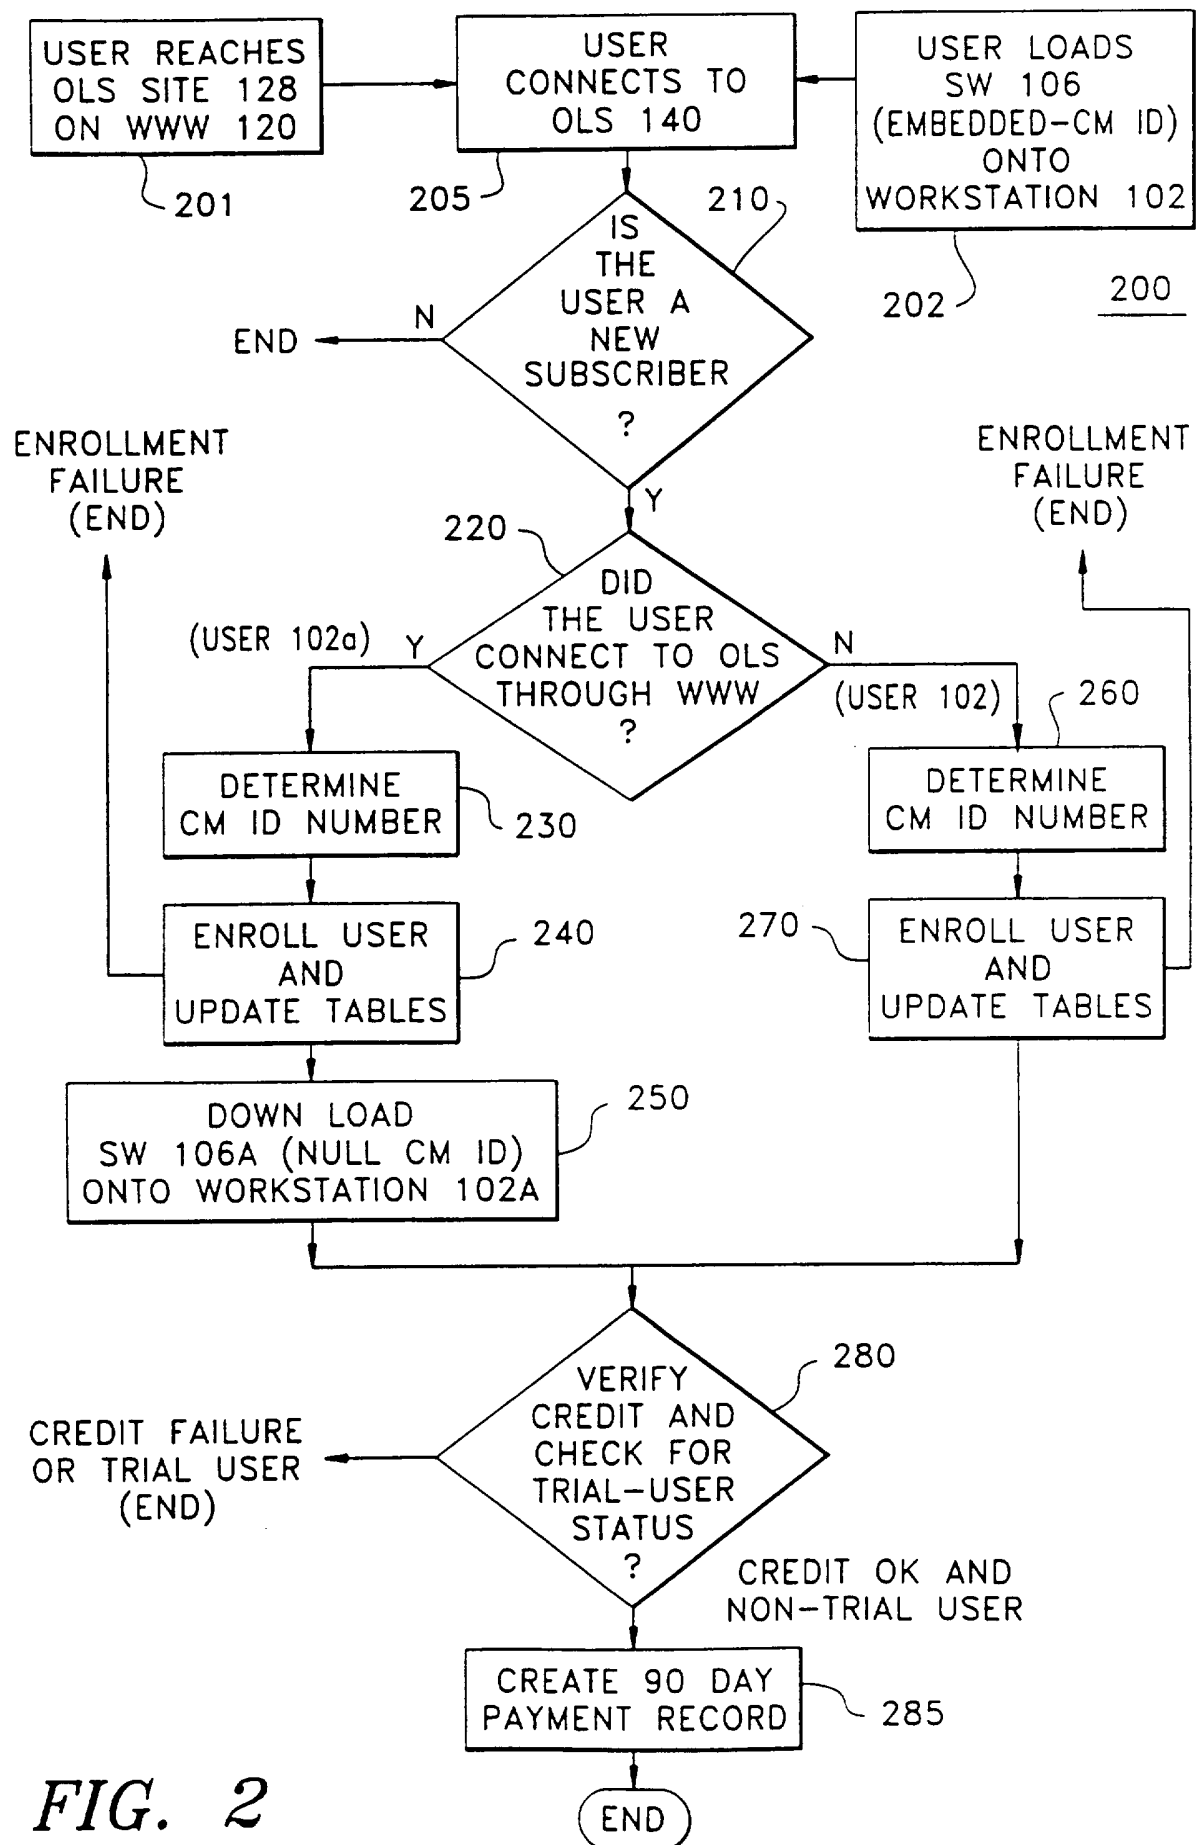 USER REACHES
OLS SITE 128
ON WWW 120
201
USER
CONNECTS TO
OLS 140
205
USER LOADS
SW 106
(EMBEDDED-CM ID)
ONTO
WORKSTATION 102
202
200
210
IS
THE
USER A
NEW
SUBSCRIBER
?
N
END
Y
ENROLLMENT
FAILURE
(END)
ENROLLMENT
FAILURE
(END)
220
DID
THE USER
CONNECT TO OLS
THROUGH WWW
?
(USER 102a)
Y
N
(USER 102)
260
DETERMINE
CM ID NUMBER
230
DETERMINE
CM ID NUMBER
ENROLL USER
AND
UPDATE TABLES
240
270
ENROLL USER
AND
UPDATE TABLES
DOWN LOAD
SW 106A (NULL CM ID)
ONTO WORKSTATION 102A
250
280
VERIFY
CREDIT AND
CHECK FOR
TRIAL-USER
STATUS
?
CREDIT FAILURE
OR TRIAL USER
(END)
CREDIT OK AND
NON-TRIAL USER
CREATE 90 DAY
PAYMENT RECORD
285
END
FIG. 2